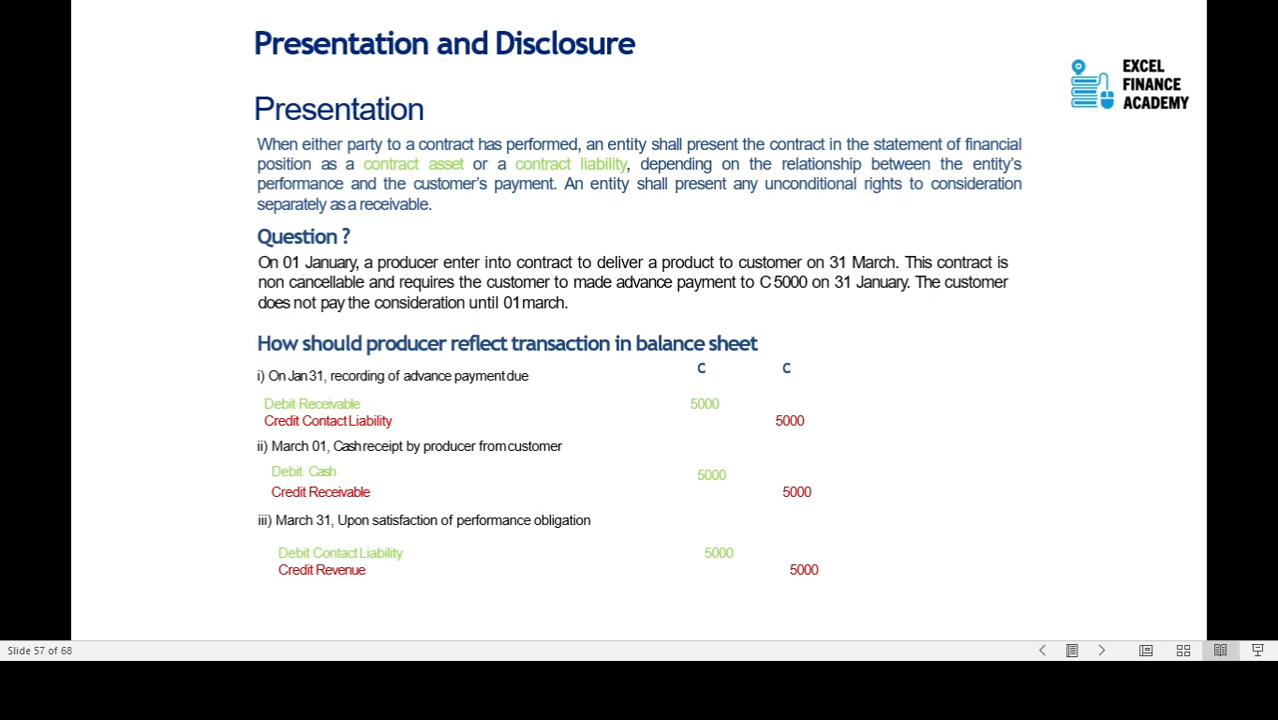 Presentation and Disclosure
EXCEL
FINANCE
ACADEMY
Presentation
When either party to a contract has performed, an entity shall present the contract in the statement of financial
position as a contract asset or a contract liability, depending on the relationship between the entity's
performance and the customer's payment. An entity shall present any unconditional rights to consideration
separately as a receivable.
Question ?
On 01 January, a producer enter into contract to deliver a product to customer on 31 March. This contract is
non cancellable and requires the customer to made advance payment to C 5000 on 31 January. The customer
does not pay the consideration until 01 march.
How should producer reflect transaction in balance sheet
C C
i) On Jan 31, recording of advance payment due
Debit Receivable 5000
Credit Contact Liability 5000
ii) March 01, Cash receipt by producer from customer
Debit Cash 5000
Credit Receivable 5000
iii) March 31, Upon satisfaction of performance obligation
Debit Contact Liability 5000
Credit Revenue 5000
Slide 57 of 68